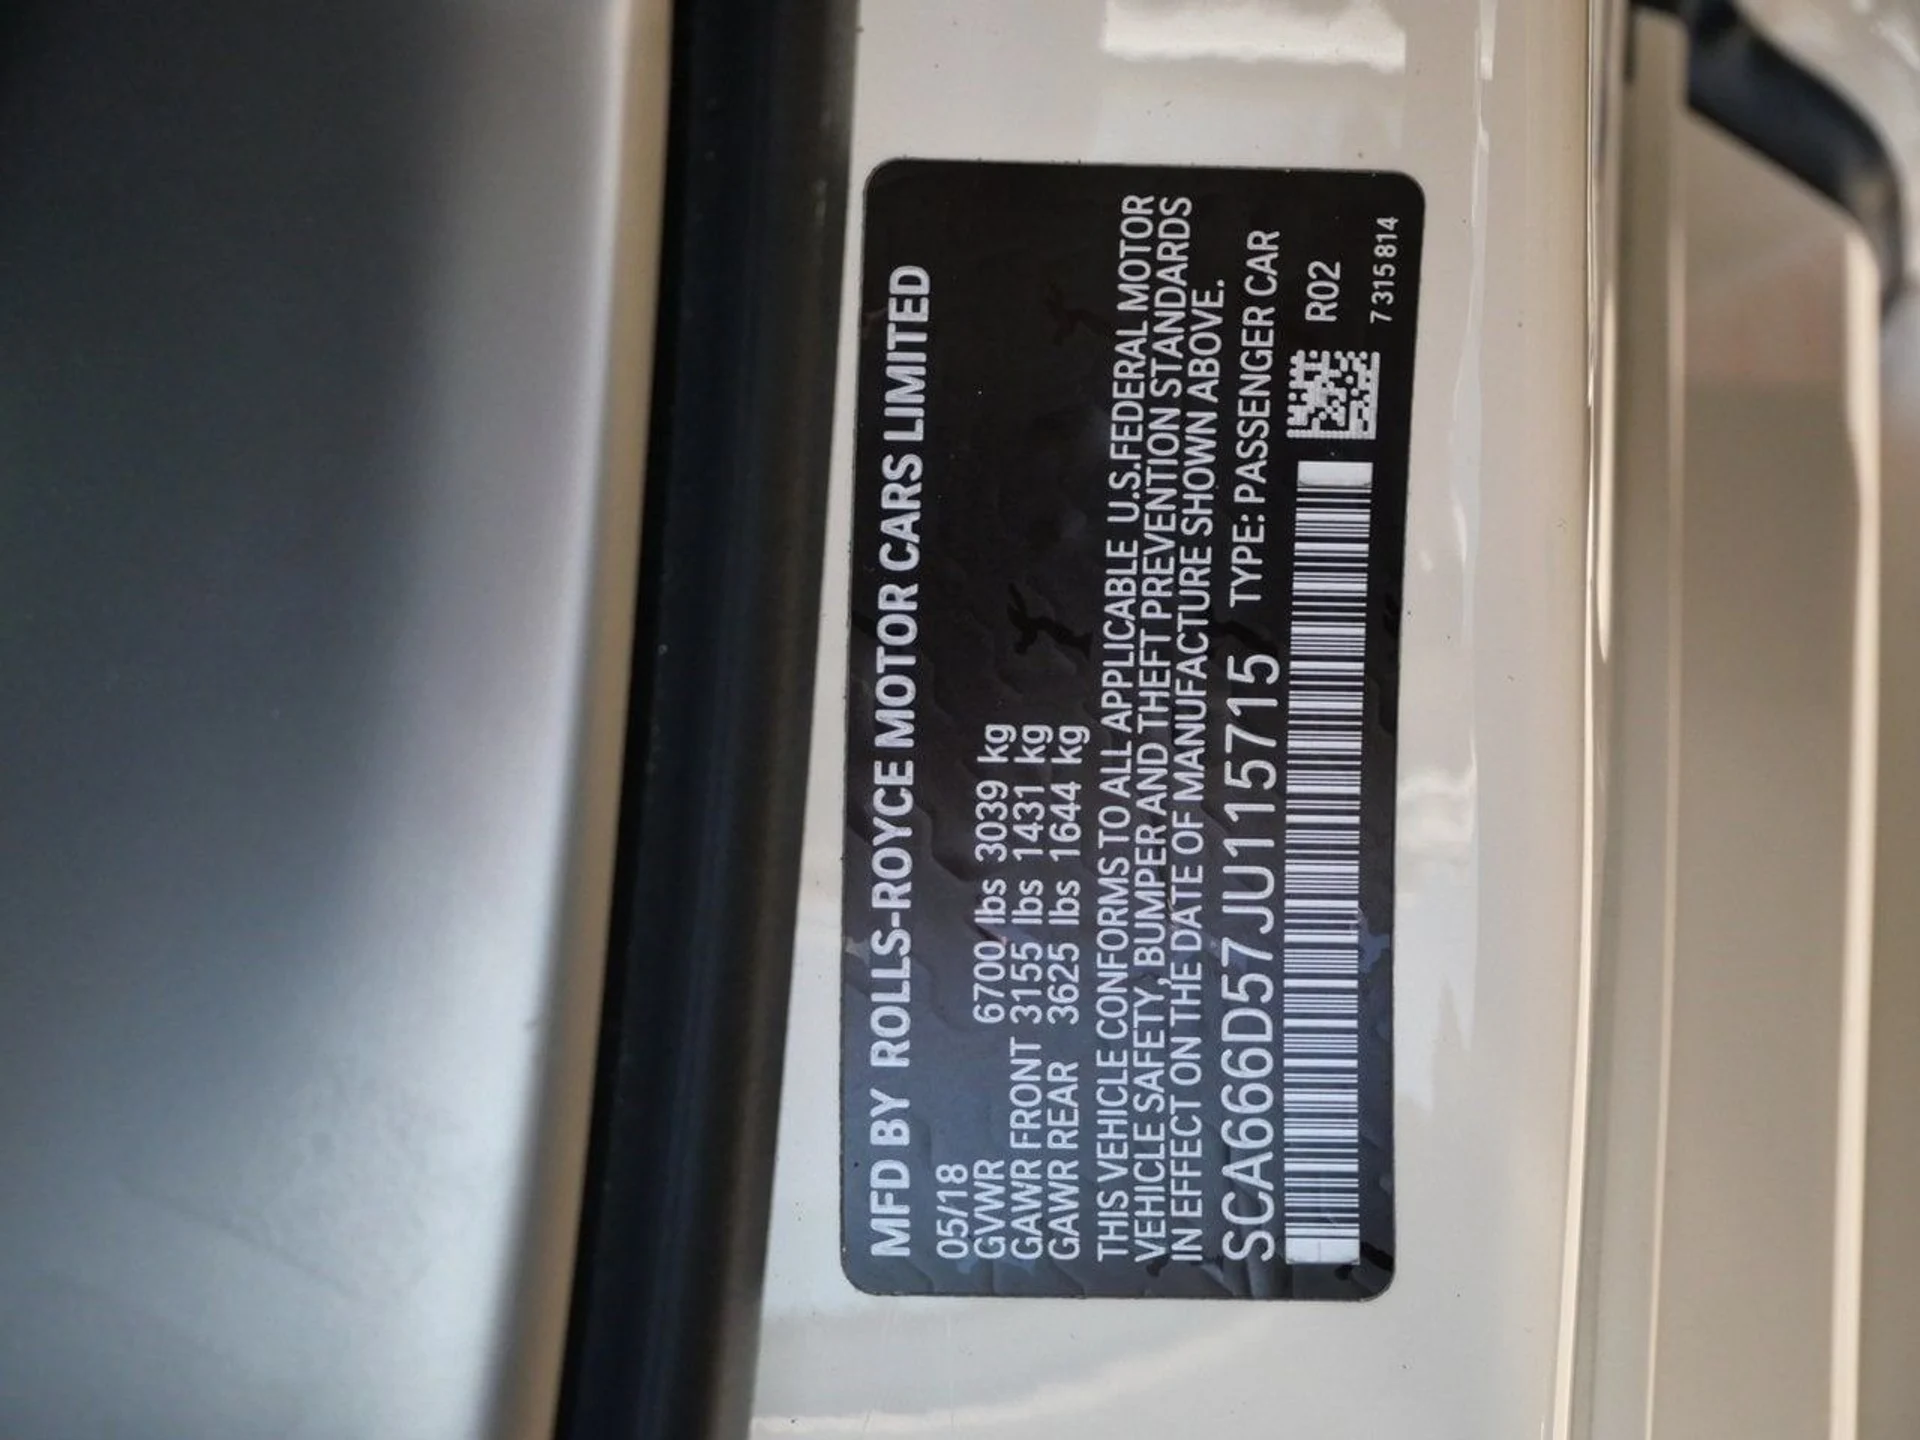 MFD BY ROLLS-ROYCE MOTOR CARS LIMITED
05/18
GVWR 6700 lbs 3039 kg
GAWR FRONT 3155 lbs 1431 kg
GAWR REAR 3625 lbs 1644 kg
THIS VEHICLE CONFORMS TO ALL APPLICABLE U.S.FEDERAL MOTOR
VEHICLE SAFETY, BUMPER AND THEFT PREVENTION STANDARDS
IN EFFECT ON THE DATE OF MANUFACTURE SHOWN ABOVE.
SCA666D57JU115715 TYPE: PASSENGER CAR
R02
7 315 814